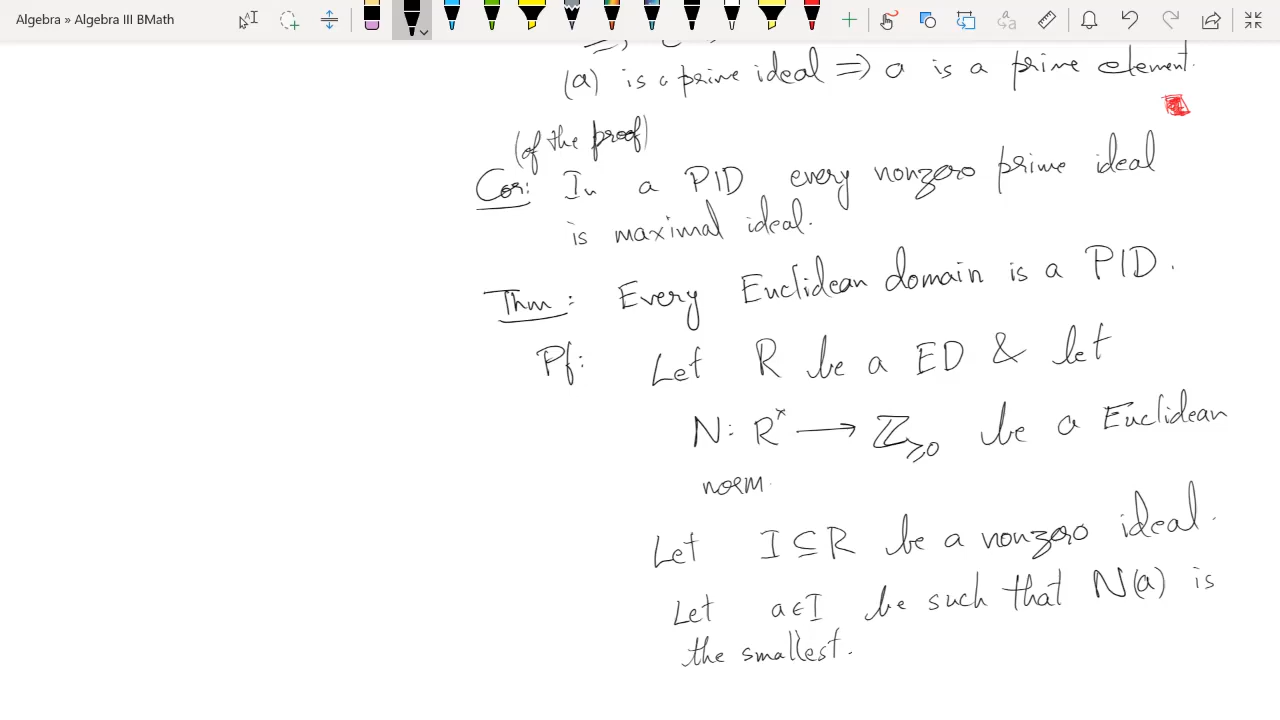 Algebra » Algebra III BMath
(a) is a prime ideal ⇒ a is a prime element.
(of the proof)
Cor: In a PID every nonzero prime ideal
is maximal ideal.
Thm: Every Euclidean domain is a PID.
Pf: Let R be a ED & let
N: R^× ⟶ ℤ_≥0 be a Euclidean
norm.
Let I ⊆ R be a nonzero ideal.
Let a ∈ I be such that N(a) is
the smallest.